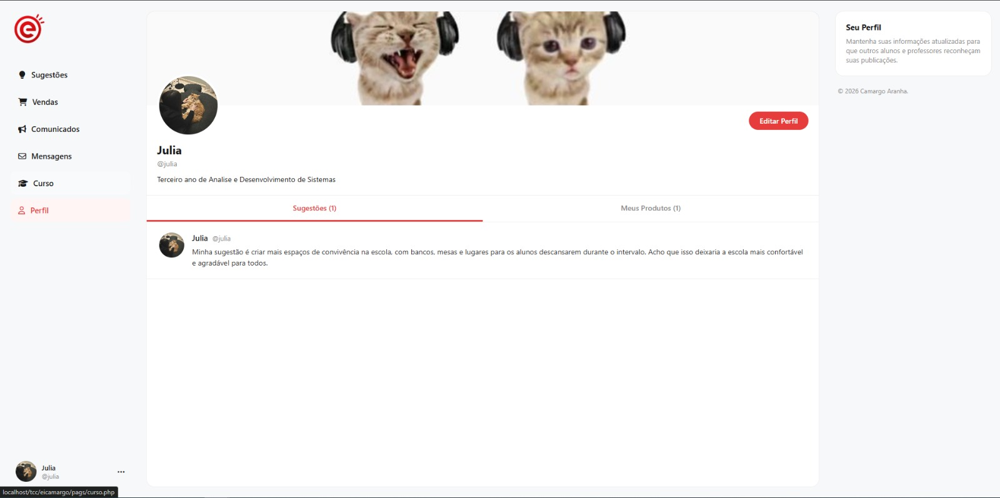 e
Sugestões
Vendas
Comunicados
Mensagens
Curso
Perfil
Julia
@julia
...
localhost/tcc/eicamargo/pags/curso.php
Editar Perfil
Julia
@julia
Terceiro ano de Analise e Desenvolvimento de Sistemas
Sugestões (1)
Meus Produtos (1)
Julia @julia
Minha sugestão é criar mais espaços de convivência na escola, com bancos, mesas e lugares para os alunos descansarem durante o intervalo. Acho que isso deixaria a escola mais confortável
e agradável para todos.
Seu Perfil
Mantenha suas informações atualizadas para
que outros alunos e professores reconheçam
suas publicações.
© 2026 Camargo Aranha.